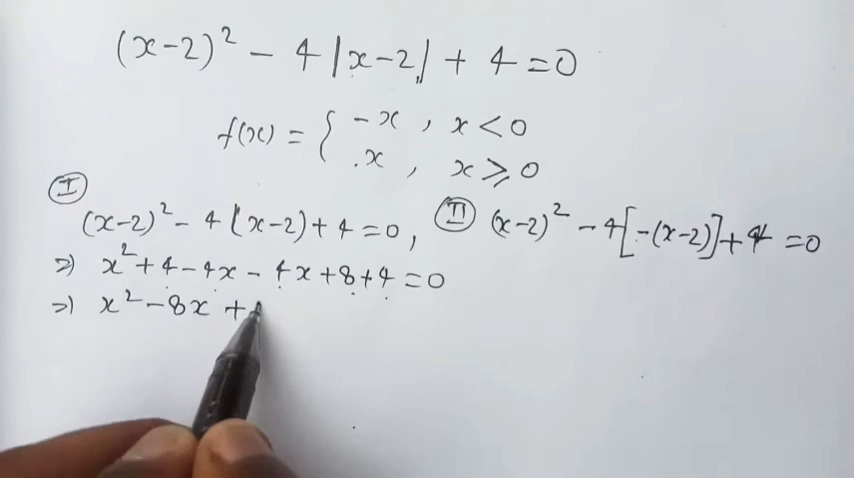 (x-2)² - 4|x-2| + 4 = 0
f(x) = { -x , x < 0
x , x ⩾ 0
I
(x-2)² - 4(x-2) + 4 = 0,
II (x-2)² - 4[-(x-2)] + 4 = 0
⇒) x² + 4 - 4x - 4x + 8 + 4 = 0
⇒) x² - 8x +